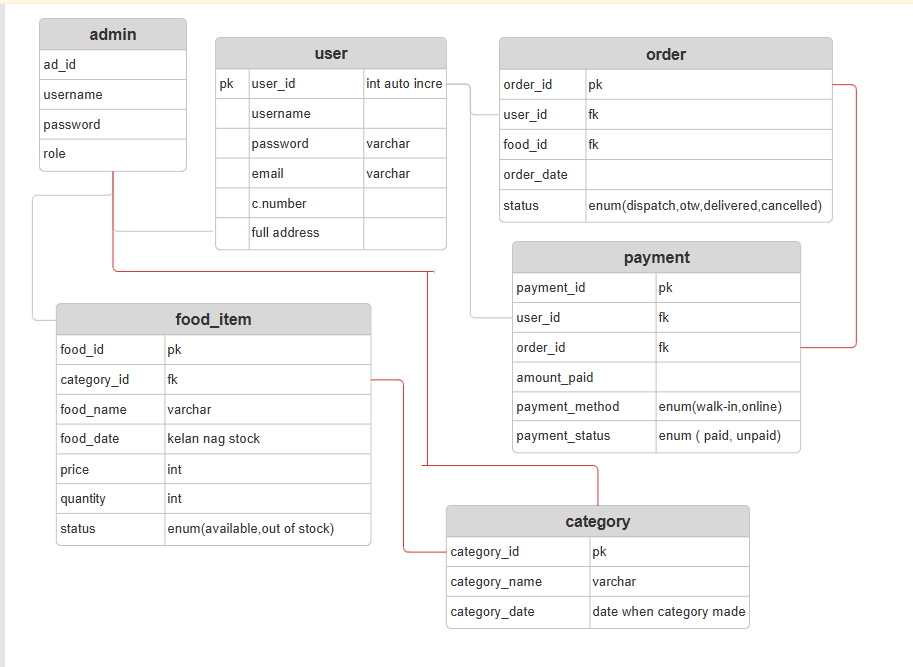 admin
ad_id
username
password
role
user
pk user_id int auto incre
username
password varchar
email varchar
c.number
full address
order
order_id pk
user_id fk
food_id fk
order_date
status enum(dispatch,otw,delivered,cancelled)
payment
payment_id pk
user_id fk
order_id fk
amount_paid
payment_method enum(walk-in,online)
payment_status enum ( paid, unpaid)
food_item
food_id pk
category_id fk
food_name varchar
food_date kelan nag stock
price int
quantity int
status enum(available,out of stock)
category
category_id pk
category_name varchar
category_date date when category made